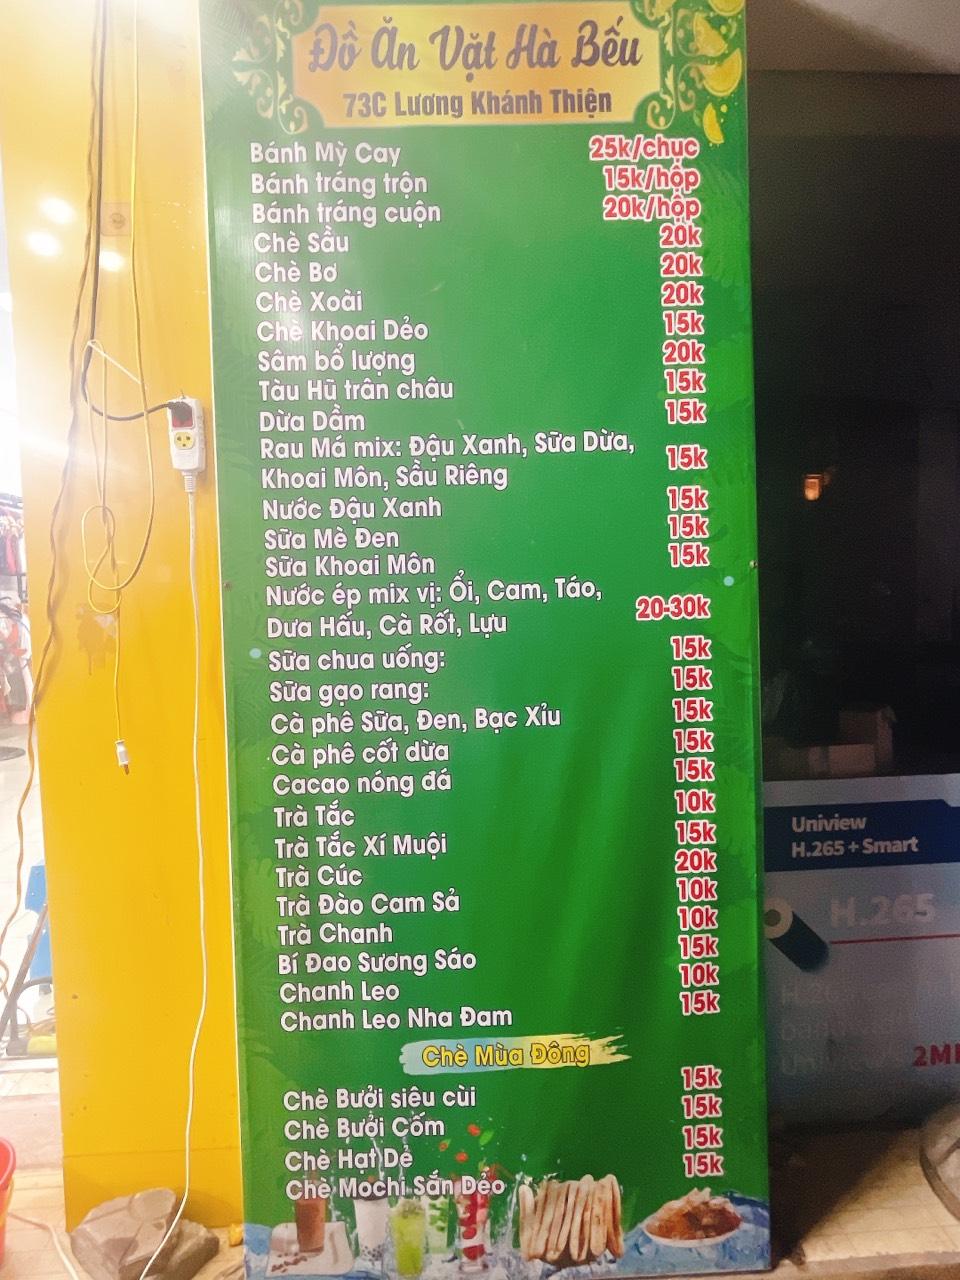 Đồ Ăn Vặt Hà Bếu
73C Lương Khánh Thiện
Bánh Mỳ Cay 25k/chục
Bánh tráng trộn 15k/hộp
Bánh tráng cuộn 20k/hộp
Chè Sầu 20k
Chè Bơ 20k
Chè Xoài 20k
Chè Khoai Dẻo 15k
Sâm bổ lượng 20k
Tàu Hũ trân châu 15k
Dừa Dầm 15k
Rau Má mix: Đậu Xanh, Sữa Dừa,
Khoai Môn, Sầu Riêng 15k
Nước Đậu Xanh 15k
Sữa Mè Đen 15k
Sữa Khoai Môn 15k
Nước ép mix vị: Ổi, Cam, Táo,
Dưa Hấu, Cà Rốt, Lựu 20-30k
Sữa chua uống: 15k
Sữa gạo rang: 15k
Cà phê Sữa, Đen, Bạc Xỉu 15k
Cà phê cốt dừa 15k
Cacao nóng đá 15k
Trà Tắc 10k
Trà Tắc Xí Muội 15k
Trà Cúc 20k
Trà Đào Cam Sả 10k
Trà Chanh 10k
Bí Đao Sương Sáo 15k
Chanh Leo 10k
Chanh Leo Nha Đam 15k
Chè Mùa Đông
Chè Bưởi siêu cùi 15k
Chè Bưởi Cốm 15k
Chè Hạt Dẻ 15k
Chè Mochi Sắn Dẻo 15k
Uniview
H.265 + Smart
H.265